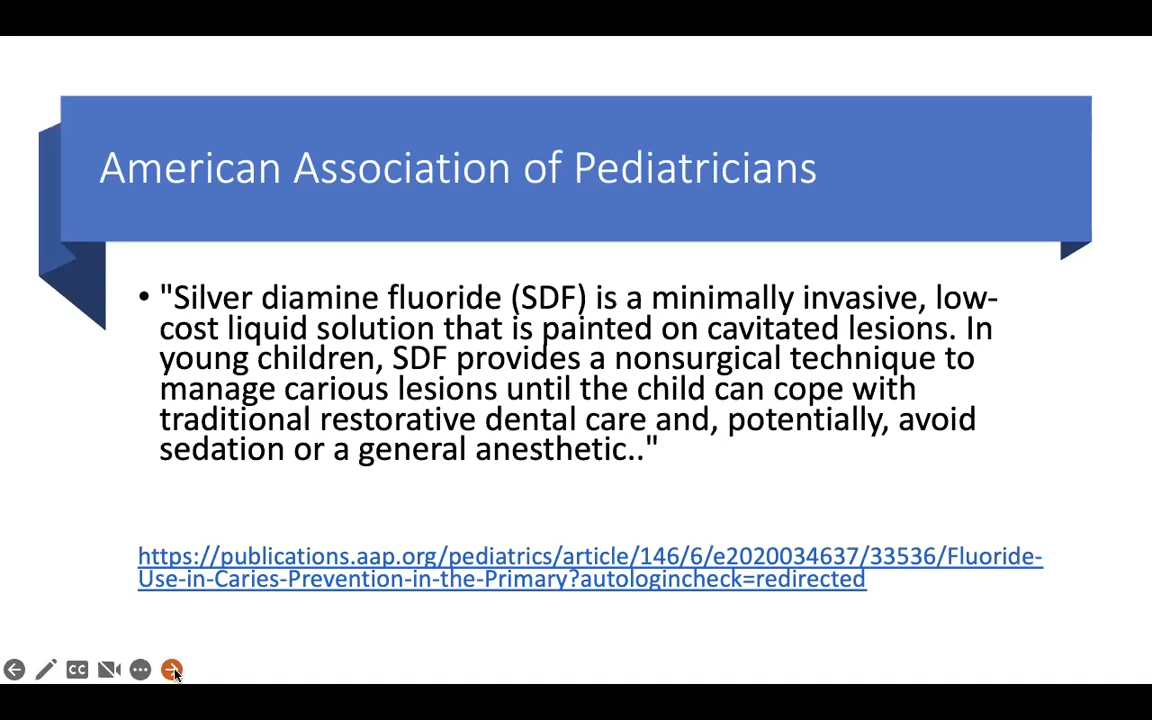 American Association of Pediatricians
• "Silver diamine fluoride (SDF) is a minimally invasive, low-
cost liquid solution that is painted on cavitated lesions. In
young children, SDF provides a nonsurgical technique to
manage carious lesions until the child can cope with
traditional restorative dental care and, potentially, avoid
sedation or a general anesthetic.."
https://publications.aap.org/pediatrics/article/146/6/e2020034637/33536/Fluoride-
Use-in-Caries-Prevention-in-the-Primary?autologincheck=redirected
CC